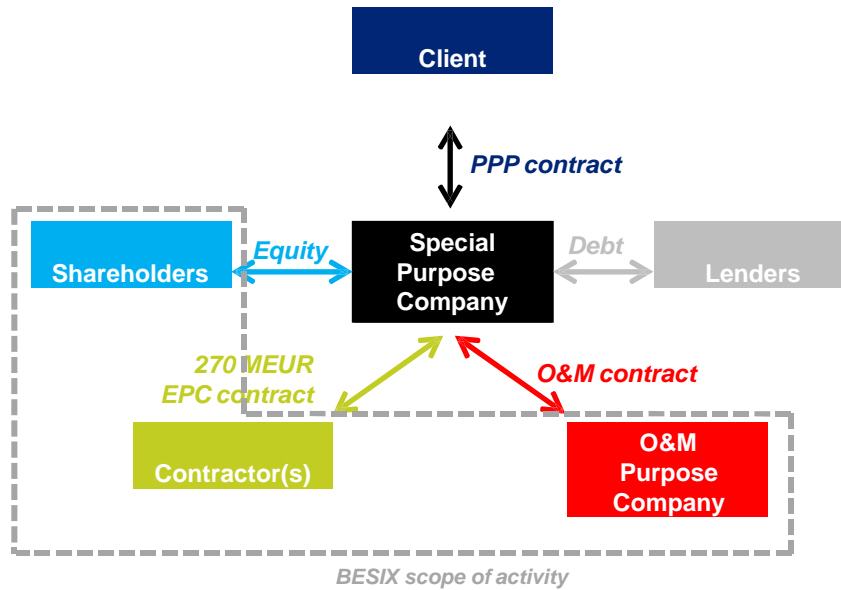 Client
PPP contract
Shareholders
Equity
Special
Purpose
Company
Debt
Lenders
270 MEUR
EPC contract
O&M contract
Contractor(s)
O&M
Purpose
Company
BESIX scope of activity